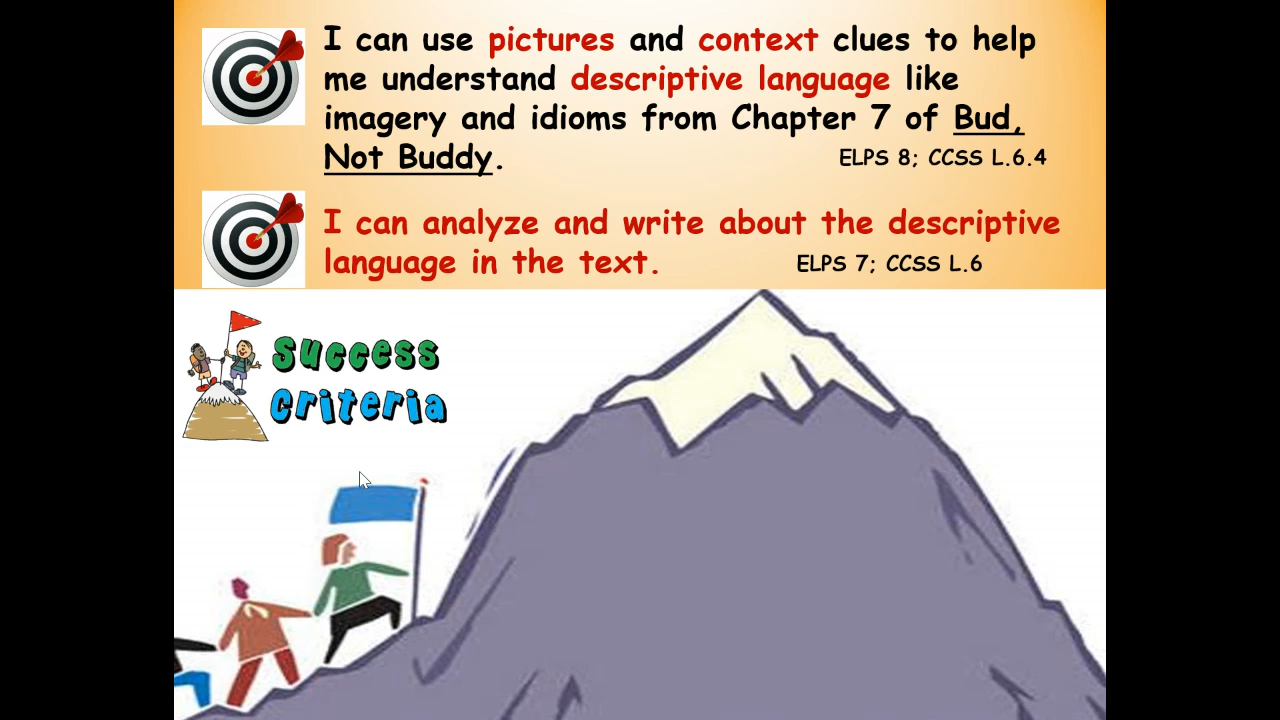 I can use pictures and context clues to help
me understand descriptive language like
imagery and idioms from Chapter 7 of Bud,
Not Buddy.
ELPS 8; CCSS L.6.4
I can analyze and write about the descriptive
language in the text.
ELPS 7; CCSS L.6
Success
Criteria